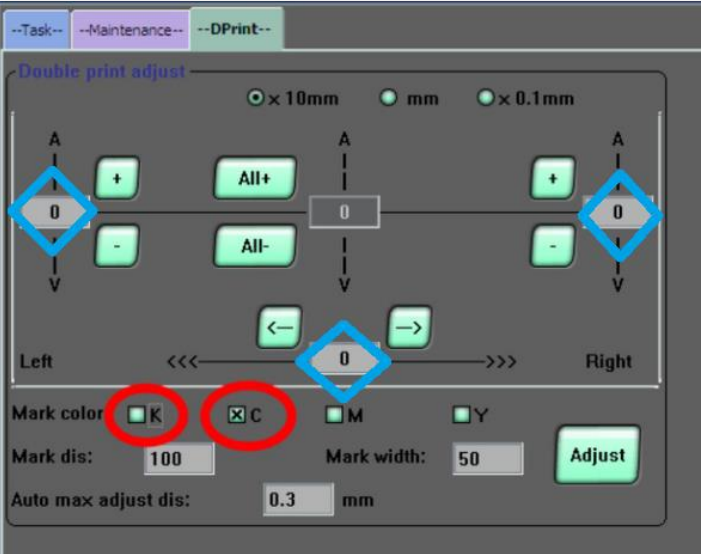 --Task-- --Maintenance-- --DPrint--
Double print adjust
x 10mm mm x 0.1mm
A A A
+ All+ +
0 0 0
- All- -
V V V
<-- -->
Left <<< 0 >>> Right
Mark color K C M Y
Mark dis: 100 Mark width: 50 Adjust
Auto max adjust dis: 0.3 mm